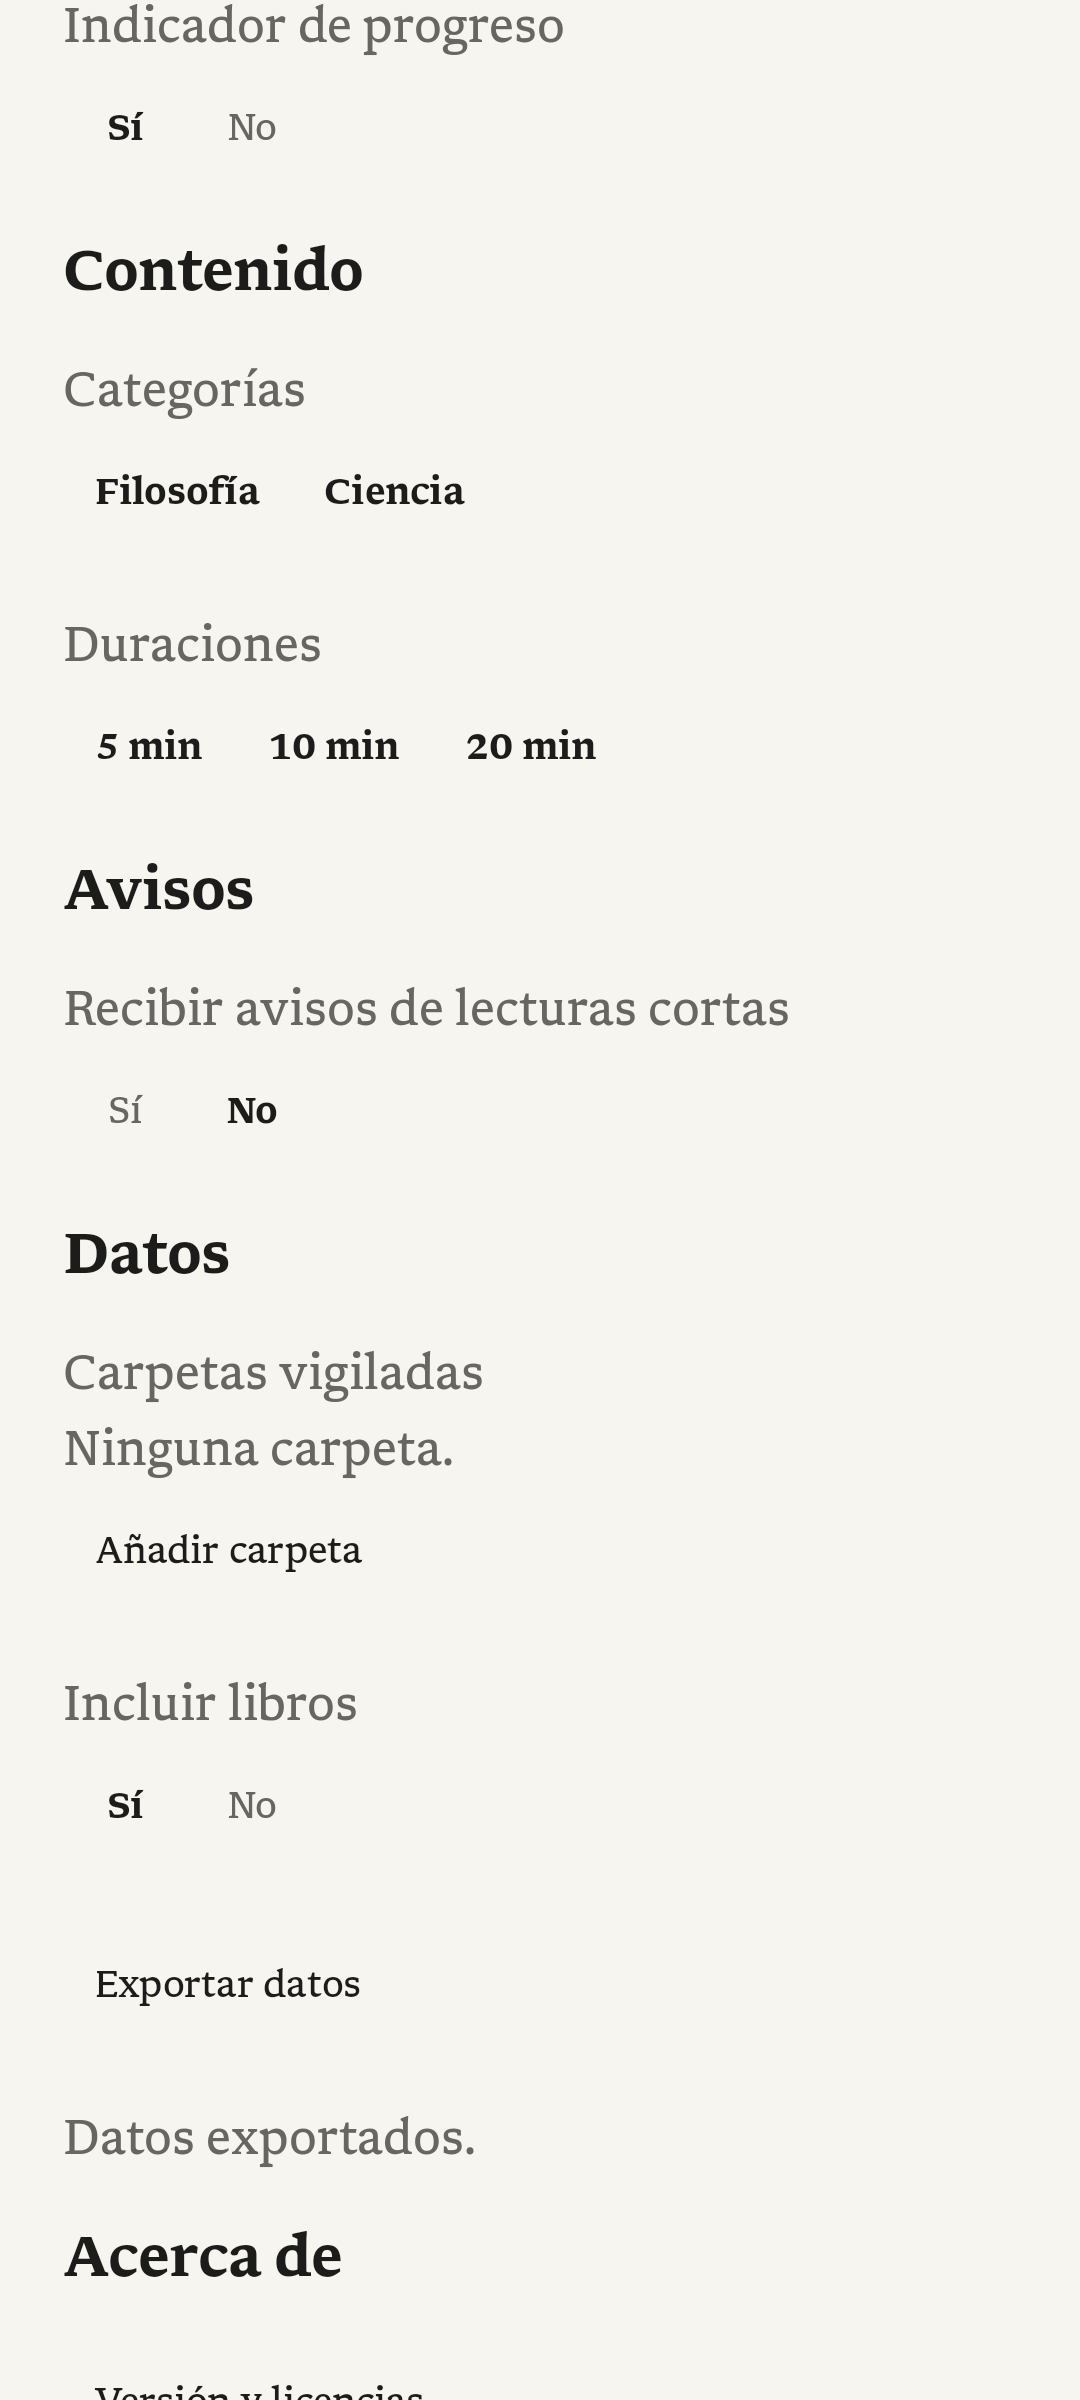 Indicador de progreso
Sí No
Contenido
Categorías
Filosofía Ciencia
Duraciones
5 min 10 min 20 min
Avisos
Recibir avisos de lecturas cortas
Sí No
Datos
Carpetas vigiladas
Ninguna carpeta.
Añadir carpeta
Incluir libros
Sí No
Exportar datos
Datos exportados.
Acerca de
Versión y licencias